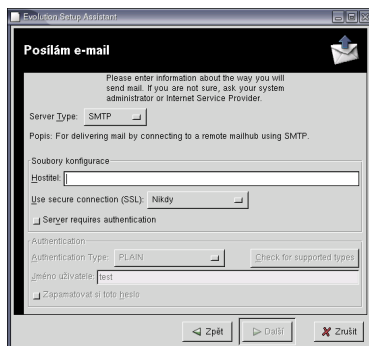 Evolution Setup Assistant
Posílám e-mail
Please enter information about the way you will
send mail. If you are not sure, ask your system
administrator or Internet Service Provider.
Server Type: SMTP
Popis: For delivering mail by connecting to a remote mailhub using SMTP.
Soubory konfigurace
Hostitel:
Use secure connection (SSL): Nikdy
Server requires authentication
Authentication
Authentication Type: PLAIN Check for supported types
Jméno uživatele: test
Zapamatovat si toto heslo
Zpět Další Zrušit